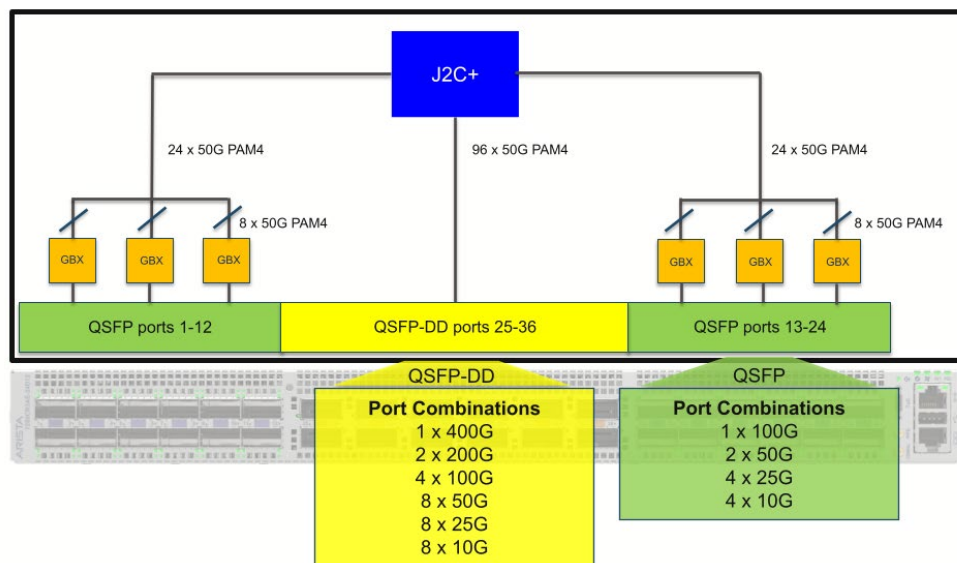 J2C+
24 x 50G PAM4
96 x 50G PAM4
24 x 50G PAM4
8 x 50G PAM4
8 x 50G PAM4
GBX
GBX
GBX
GBX
GBX
GBX
QSFP ports 1-12
QSFP-DD ports 25-36
QSFP ports 13-24
QSFP-DD
Port Combinations
1 x 400G
2 x 200G
4 x 100G
8 x 50G
8 x 25G
8 x 10G
QSFP
Port Combinations
1 x 100G
2 x 50G
4 x 25G
4 x 10G
ARISTA